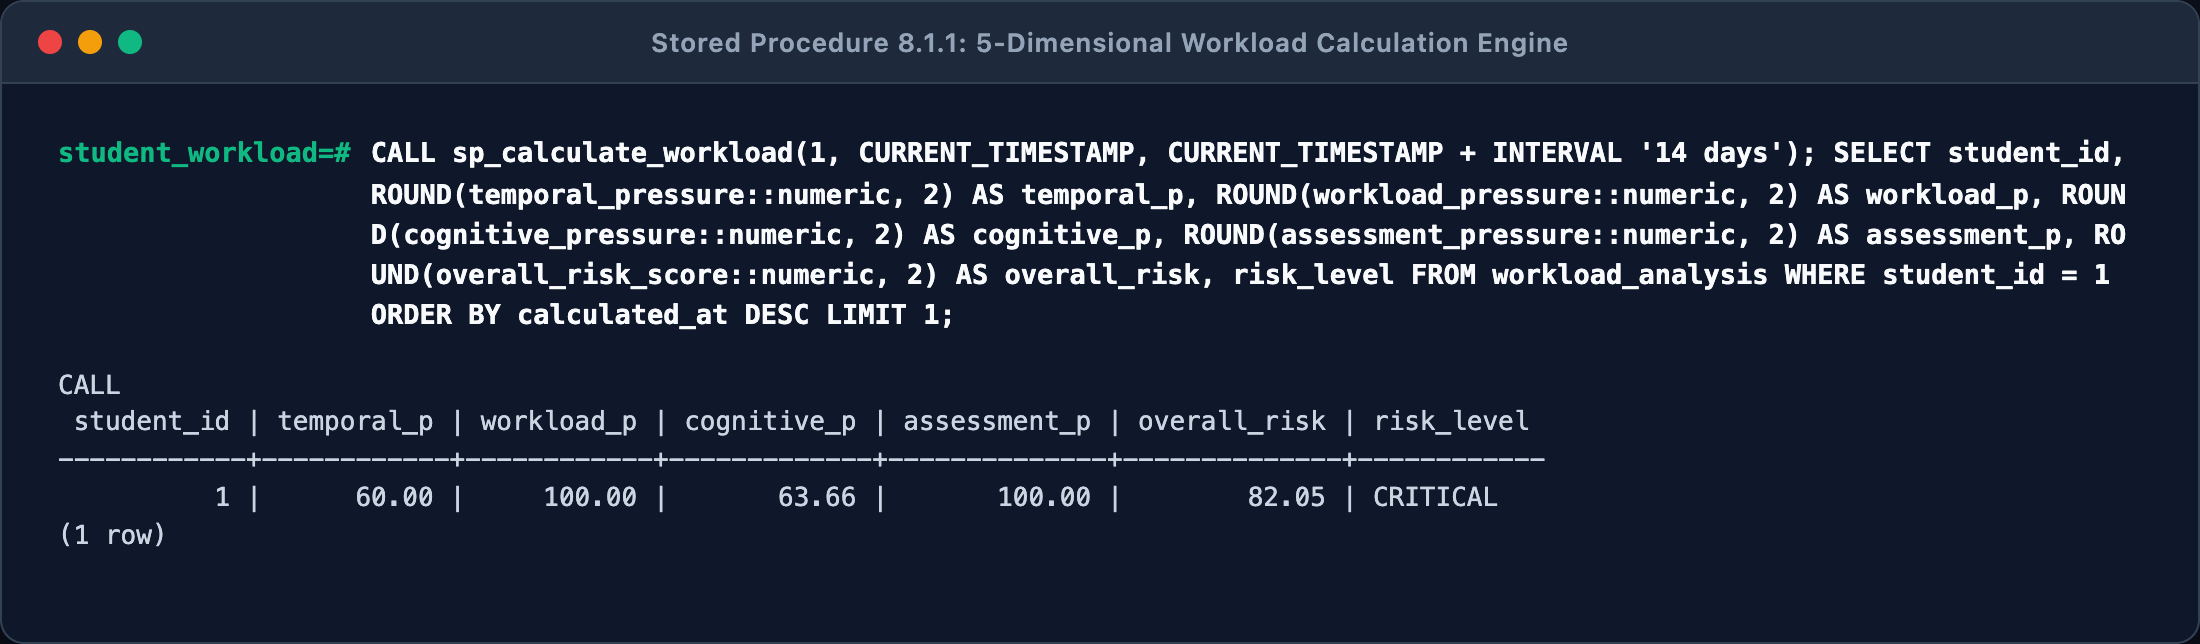 Stored Procedure 8.1.1: 5-Dimensional Workload Calculation Engine
student_workload=# CALL sp_calculate_workload(1, CURRENT_TIMESTAMP, CURRENT_TIMESTAMP + INTERVAL '14 days'); SELECT student_id,
ROUND(temporal_pressure::numeric, 2) AS temporal_p, ROUND(workload_pressure::numeric, 2) AS workload_p, ROUN
D(cognitive_pressure::numeric, 2) AS cognitive_p, ROUND(assessment_pressure::numeric, 2) AS assessment_p, RO
UND(overall_risk_score::numeric, 2) AS overall_risk, risk_level FROM workload_analysis WHERE student_id = 1
ORDER BY calculated_at DESC LIMIT 1;
CALL
 student_id | temporal_p | workload_p | cognitive_p | assessment_p | overall_risk | risk_level
------------+------------+------------+-------------+--------------+--------------+------------
          1 |      60.00 |     100.00 |       63.66 |       100.00 |        82.05 | CRITICAL
(1 row)